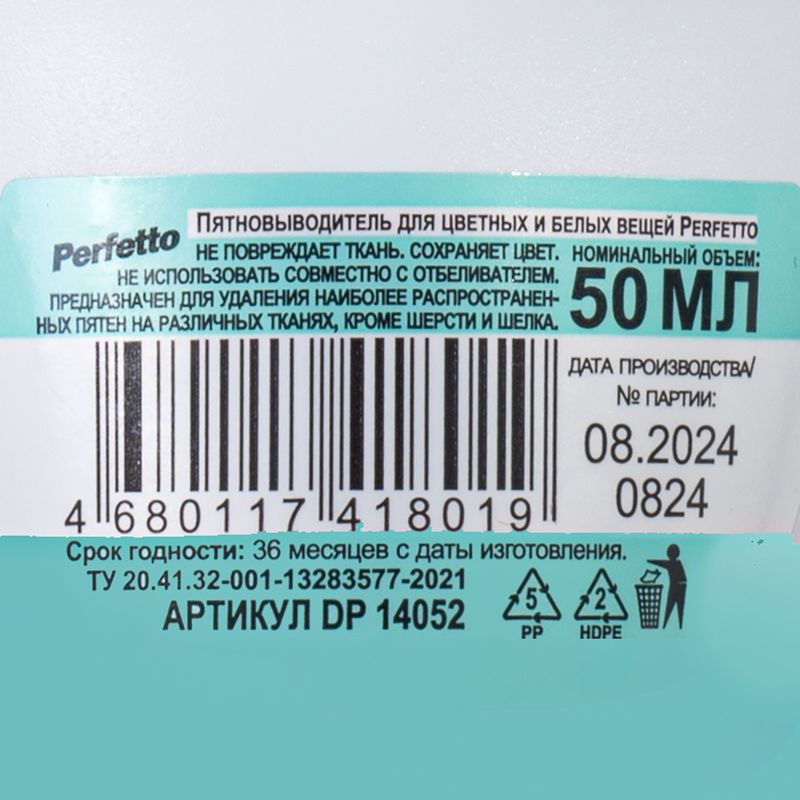 Perfetto
Пятновыводитель для цветных и белых вещей Perfetto
НЕ ПОВРЕЖДАЕТ ТКАНЬ. СОХРАНЯЕТ ЦВЕТ.
НЕ ИСПОЛЬЗОВАТЬ СОВМЕСТНО С ОТБЕЛИВАТЕЛЕМ.
ПРЕДНАЗНАЧЕН ДЛЯ УДАЛЕНИЯ НАИБОЛЕЕ РАСПРОСТРАНЕН-
НЫХ ПЯТЕН НА РАЗЛИЧНЫХ ТКАНЯХ, КРОМЕ ШЕРСТИ И ШЕЛКА.
НОМИНАЛЬНЫЙ ОБЪЕМ:
50 МЛ
ДАТА ПРОИЗВОДСТВА/
№ ПАРТИИ:
08.2024
0824
4 680117 418019
Срок годности: 36 месяцев с даты изготовления.
ТУ 20.41.32-001-13283577-2021
АРТИКУЛ DP 14052
5
PP
2
HDPE